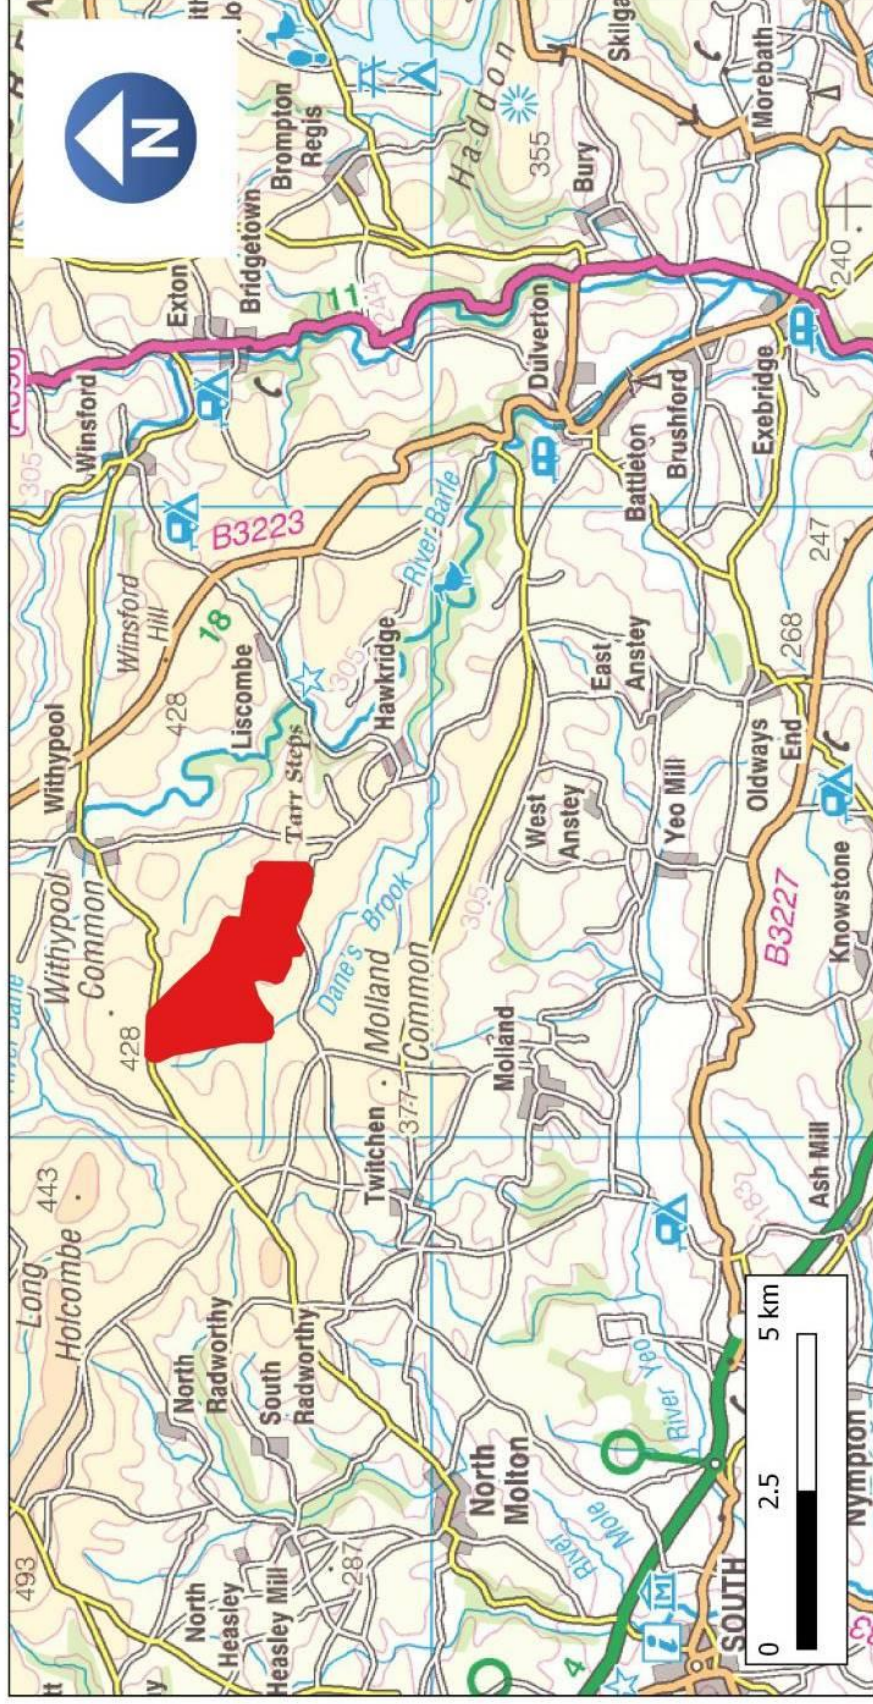 493
Long
Holcombe
443
428
Withypool
Common
Withypool
305
Winsford
Exton
North
Heasley
Heasley Mill
North
Radworthy
South
Radworthy
428
Winsford
Hill
18
B3223
Bridgetown
Brompton
Regis
N
287
Liscombe
Tarr Steps
305
11
244
Twitchen
377
Molland
Common
Dane's Brook
Hawkridge
River Barle
North
Molton
Molland
305
West
Anstey
East
Anstey
Dulverton
Haddon
355
Bury
River Mole
4
River Yeo
Yeo Mill
Battleton
Brushford
Skilga
SOUTH
183
Ash Mill
B3227
Oldways
End
268
247
Exebridge
Morebath
240
Knowstone
Nympton
0
2.5
5 km